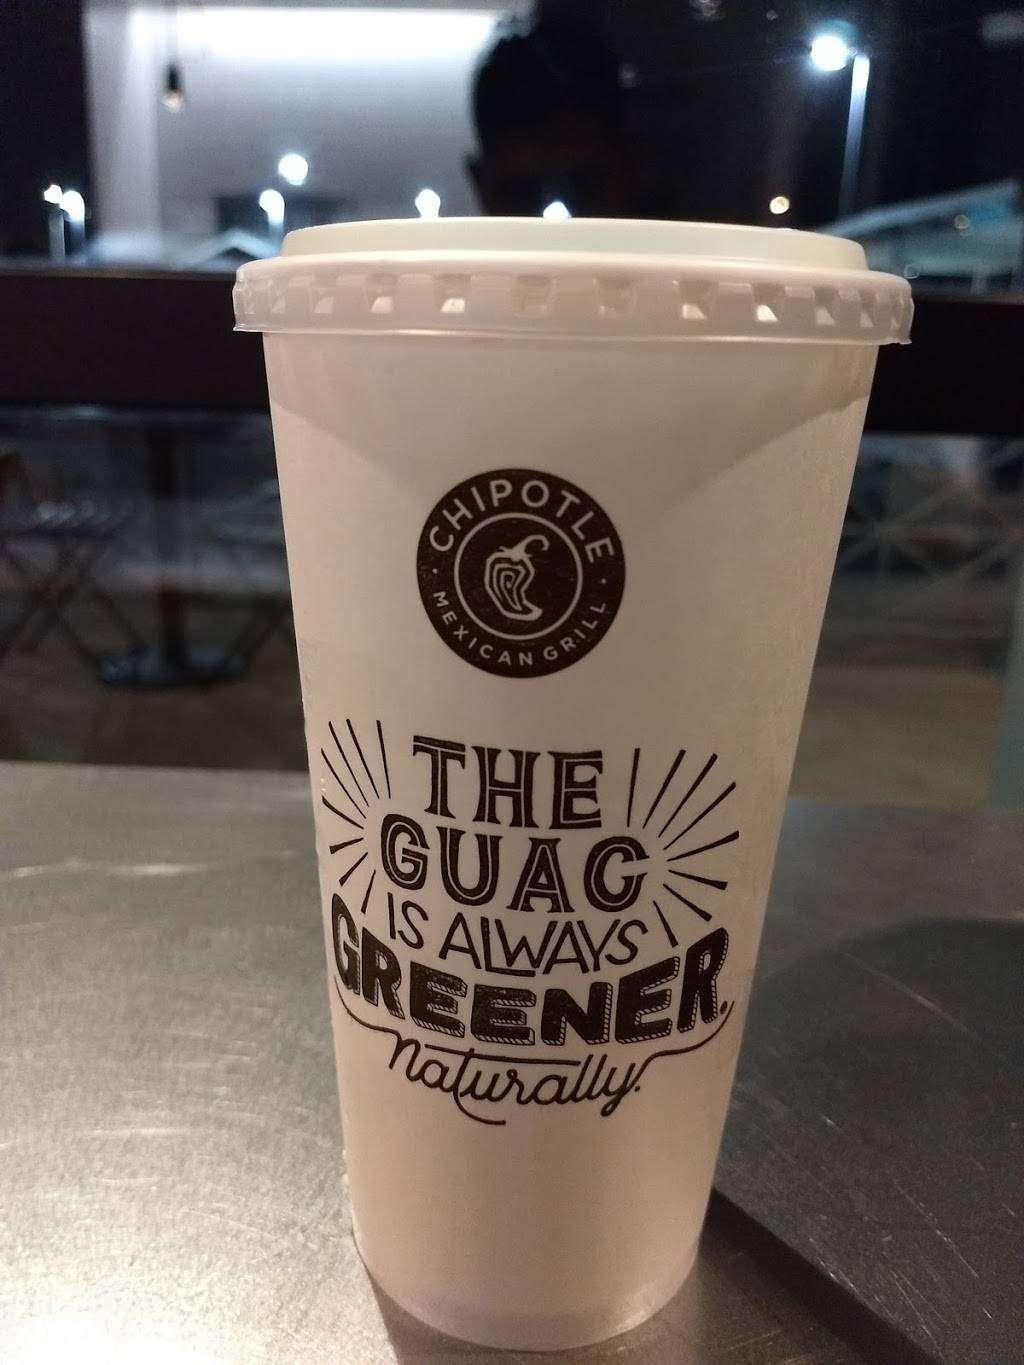 CHIPOTLE
MEXICAN GRILL
THE
GUAC
IS ALWAYS
GREENER.
naturally.